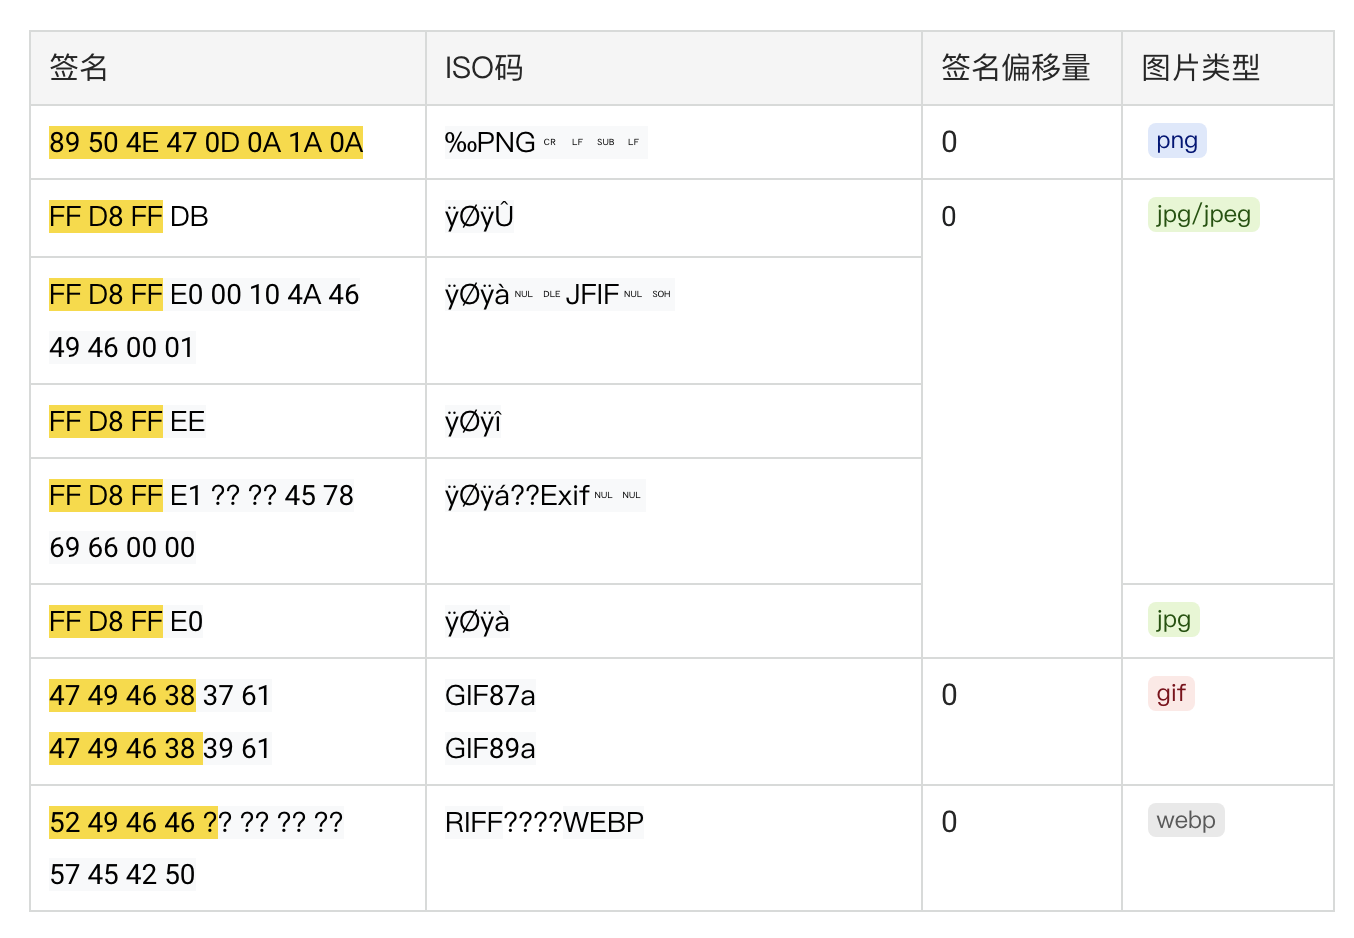 签名 ISO码 签名偏移量 图片类型
89 50 4E 47 0D 0A 1A 0A ‰PNG CR LF SUB LF 0 png
FF D8 FF DB ÿØÿÛ 0 jpg/jpeg
FF D8 FF E0 00 10 4A 46 ÿØÿà NUL DLE JFIF NUL SOH
49 46 00 01
FF D8 FF EE ÿØÿî
FF D8 FF E1 ?? ?? 45 78 ÿØÿá??Exif NUL NUL
69 66 00 00
FF D8 FF E0 ÿØÿà jpg
47 49 46 38 37 61 GIF87a 0 gif
47 49 46 38 39 61 GIF89a
52 49 46 46 ?? ?? ?? ?? RIFF????WEBP 0 webp
57 45 42 50